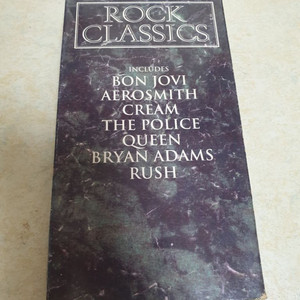 ROCK
CLASSICS
INCLUDES
BON JOVI
AEROSMITH
CREAM
THE POLICE
QUEEN
BRYAN ADAMS
RUSH